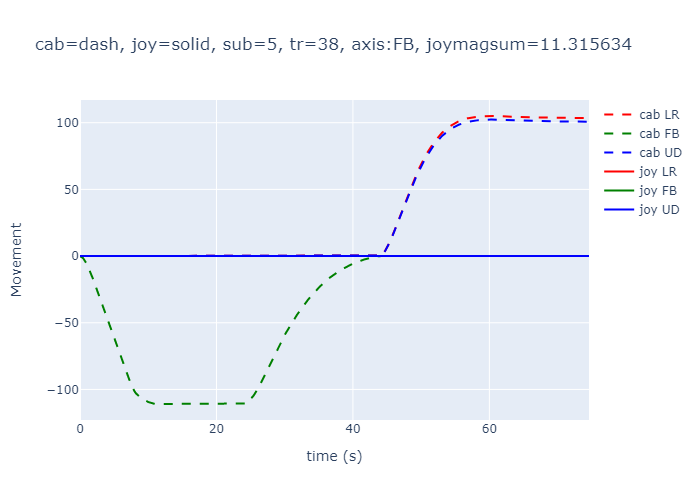 cab=dash, joy=solid, sub=5, tr=38, axis:FB, joymagsum=11.315634
cab LR
cab FB
cab UD
joy LR
joy FB
joy UD
Movement
100
50
0
−50
−100
0
20
40
60
time (s)